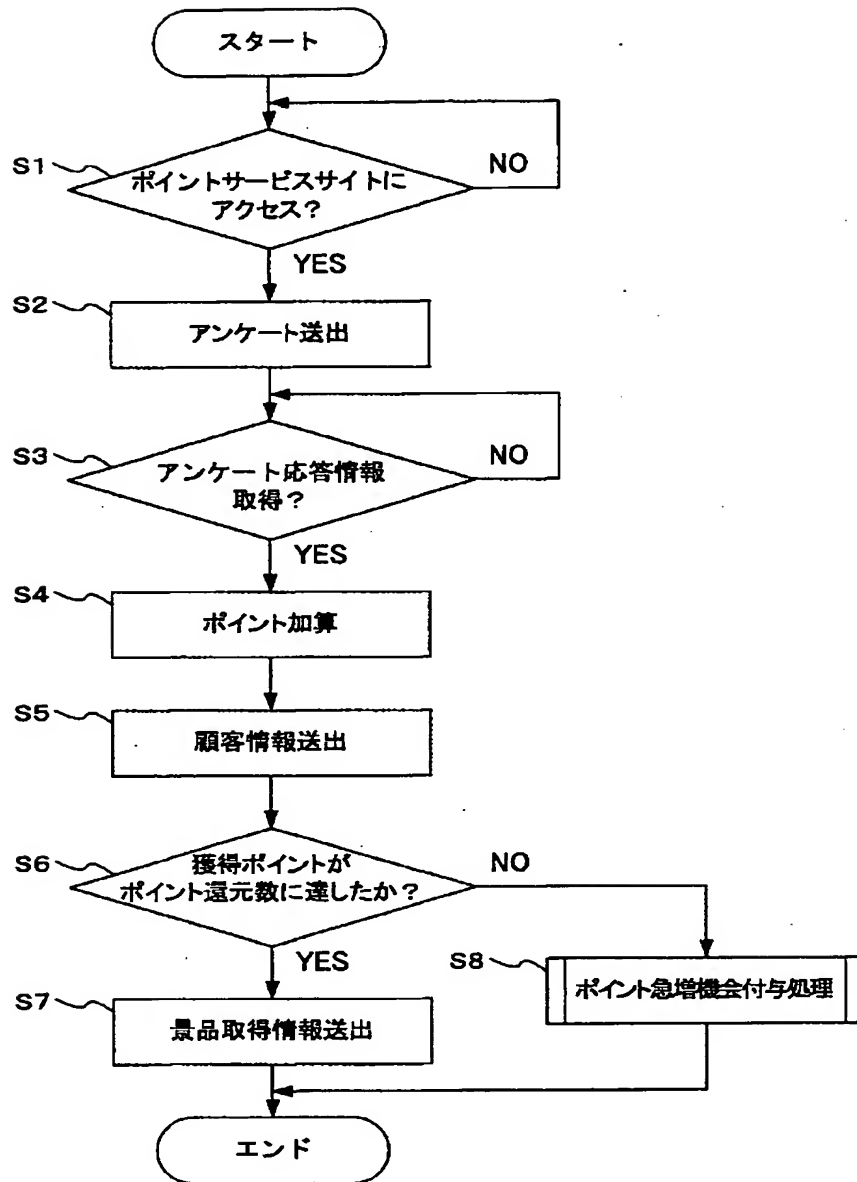 スタート
S1
ポイントサービスサイトに
アクセス？
NO
YES
S2
アンケート送出
S3
アンケート応答情報
取得？
NO
YES
S4
ポイント加算
S5
顧客情報送出
S6
獲得ポイントが
ポイント還元数に達したか？
NO
YES
S8
ポイント急増機会付与処理
S7
景品取得情報送出
エンド